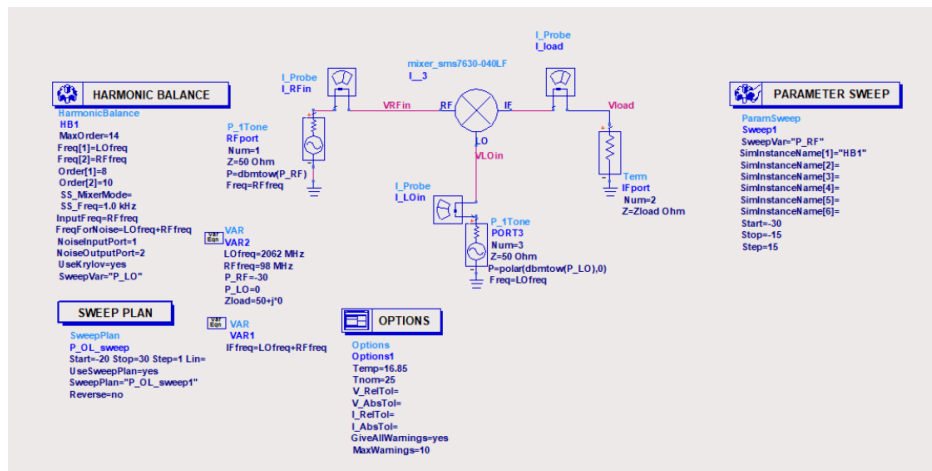 HARMONIC BALANCE
HarmonicBalance
HB1
MaxOrder=14
Freq[1]=LOfreq
Freq[2]=RFfreq
Order[1]=8
Order[2]=10
SS_MixerMode=
SS_Freq=1.0 kHz
InputFreq=RFfreq
FreqForNoise=LOfreq+RFfreq
NoiseInputPort=1
NoiseOutputPort=2
UseKrylov=yes
SweepVar="P_LO"
SWEEP PLAN
SweepPlan
P_OL_sweep
Start=-20 Stop=30 Step=1 Lin=
UseSweepPlan=yes
SweepPlan="P_OL_sweep1"
Reverse=no
I_Probe
I_RFin
P_1Tone
RFport
Num=1
Z=50 Ohm
P=dbmtow(P_RF)
Freq=RFfreq
VRFin
mixer_sms7630-040LF
I__3
RF
IF
LO
VLOin
I_Probe
I_load
Vload
Term
IFport
Num=2
Z=Zload Ohm
I_Probe
I_LOin
P_1Tone
PORT3
Num=3
Z=50 Ohm
P=polar(dbmtow(P_LO),0)
Freq=LOfreq
Var
Eqn
VAR
VAR2
LOfreq=2062 MHz
RFfreq=98 MHz
P_RF=-30
P_LO=0
Zload=50+j*0
Var
Eqn
VAR
VAR1
IFfreq=LOfreq+RFfreq
OPTIONS
Options
Options1
Temp=16.85
Tnom=25
V_RelTol=
V_AbsTol=
I_RelTol=
I_AbsTol=
GiveAllWarnings=yes
MaxWarnings=10
PARAMETER SWEEP
ParamSweep
Sweep1
SweepVar="P_RF"
SimInstanceName[1]="HB1"
SimInstanceName[2]=
SimInstanceName[3]=
SimInstanceName[4]=
SimInstanceName[5]=
SimInstanceName[6]=
Start=-30
Stop=-15
Step=15